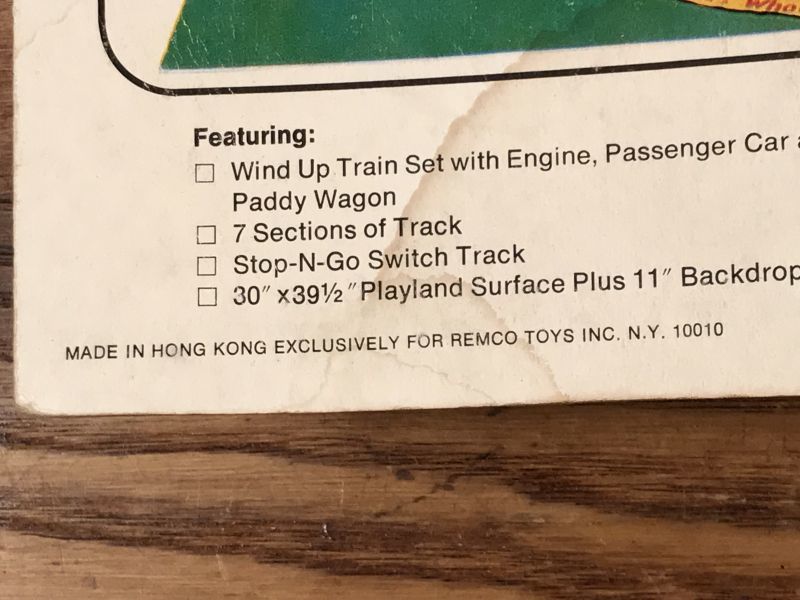 Featuring:
□ Wind Up Train Set with Engine, Passenger Car
Paddy Wagon
□ 7 Sections of Track
□ Stop-N-Go Switch Track
□ 30″ x39½ ″Playland Surface Plus 11″ Backdrop
MADE IN HONG KONG EXCLUSIVELY FOR REMCO TOYS INC. N.Y. 10010